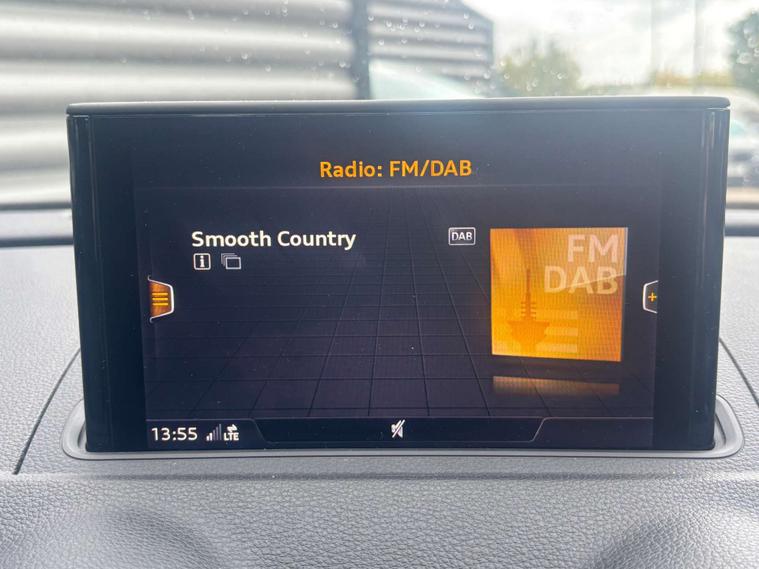 Radio: FM/DAB
Smooth Country
DAB
FM
DAB
13:55
LTE